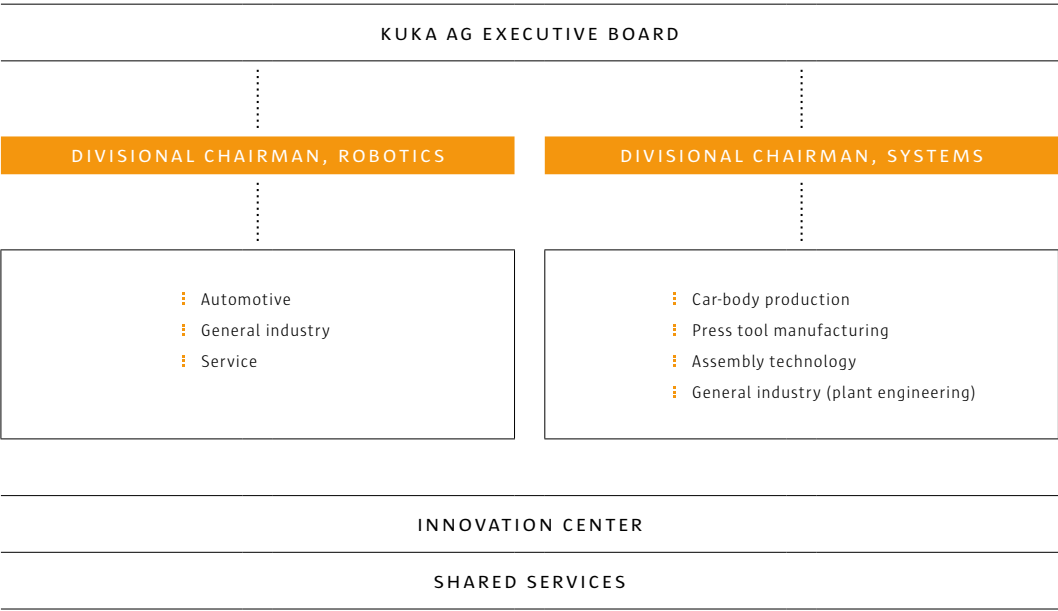 KUKA AG EXECUTIVE BOARD
DIVISIONAL CHAIRMAN, ROBOTICS
Automotive
General industry
Service
DIVISIONAL CHAIRMAN, SYSTEMS
Car-body production
Press tool manufacturing
Assembly technology
General industry (plant engineering)
INNOVATION CENTER
SHARED SERVICES